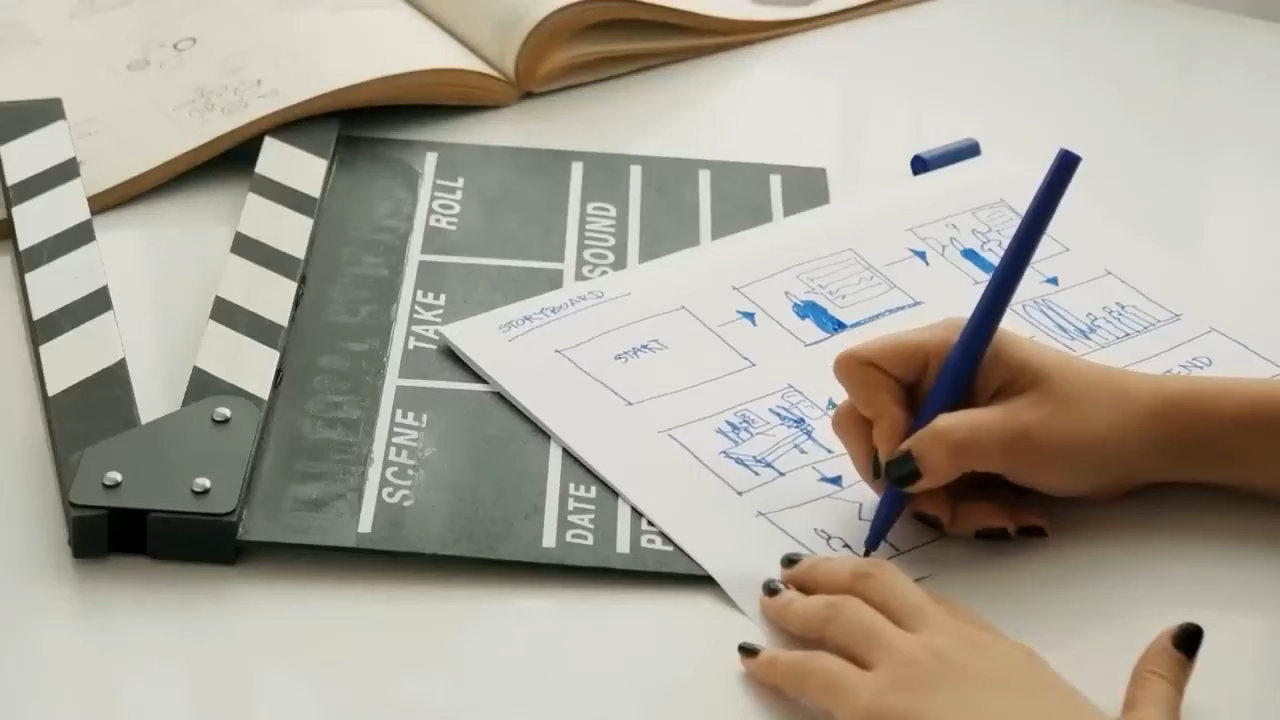 ROLL
SOUND
TAKE
SCENE
DATE
STORYBOARD
START
END